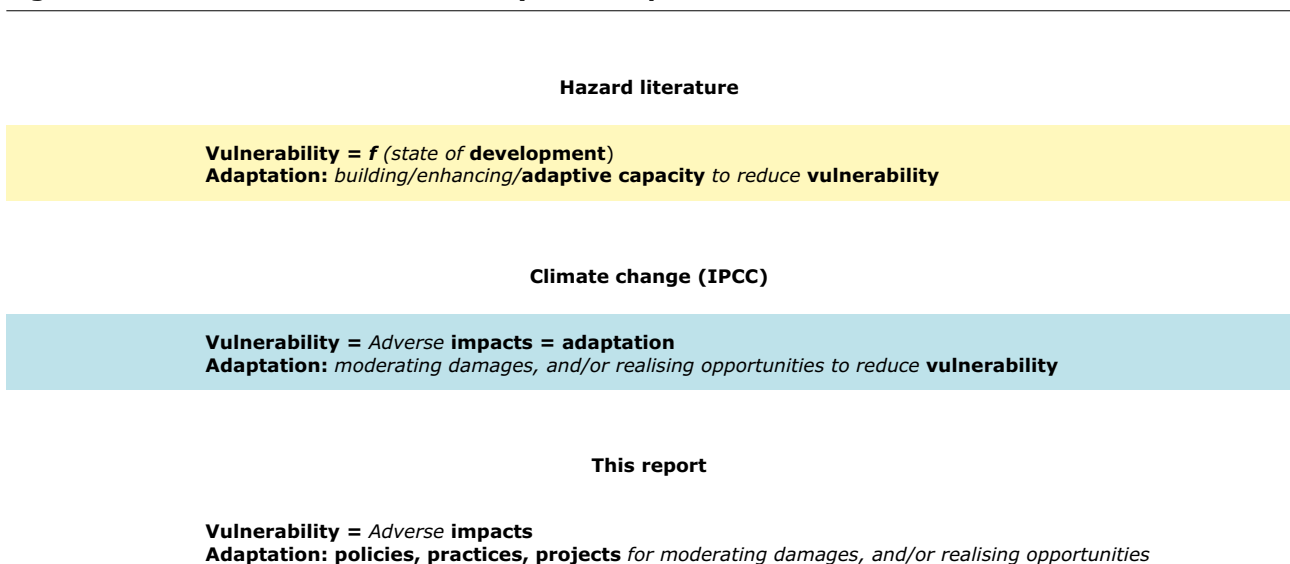 Hazard literature
Vulnerability = f (state of development)
Adaptation: building/enhancing/adaptive capacity to reduce vulnerability
Climate change (IPCC)
Vulnerability = Adverse impacts = adaptation
Adaptation: moderating damages, and/or realising opportunities to reduce vulnerability
This report
Vulnerability = Adverse impacts
Adaptation: policies, practices, projects for moderating damages, and/or realising opportunities